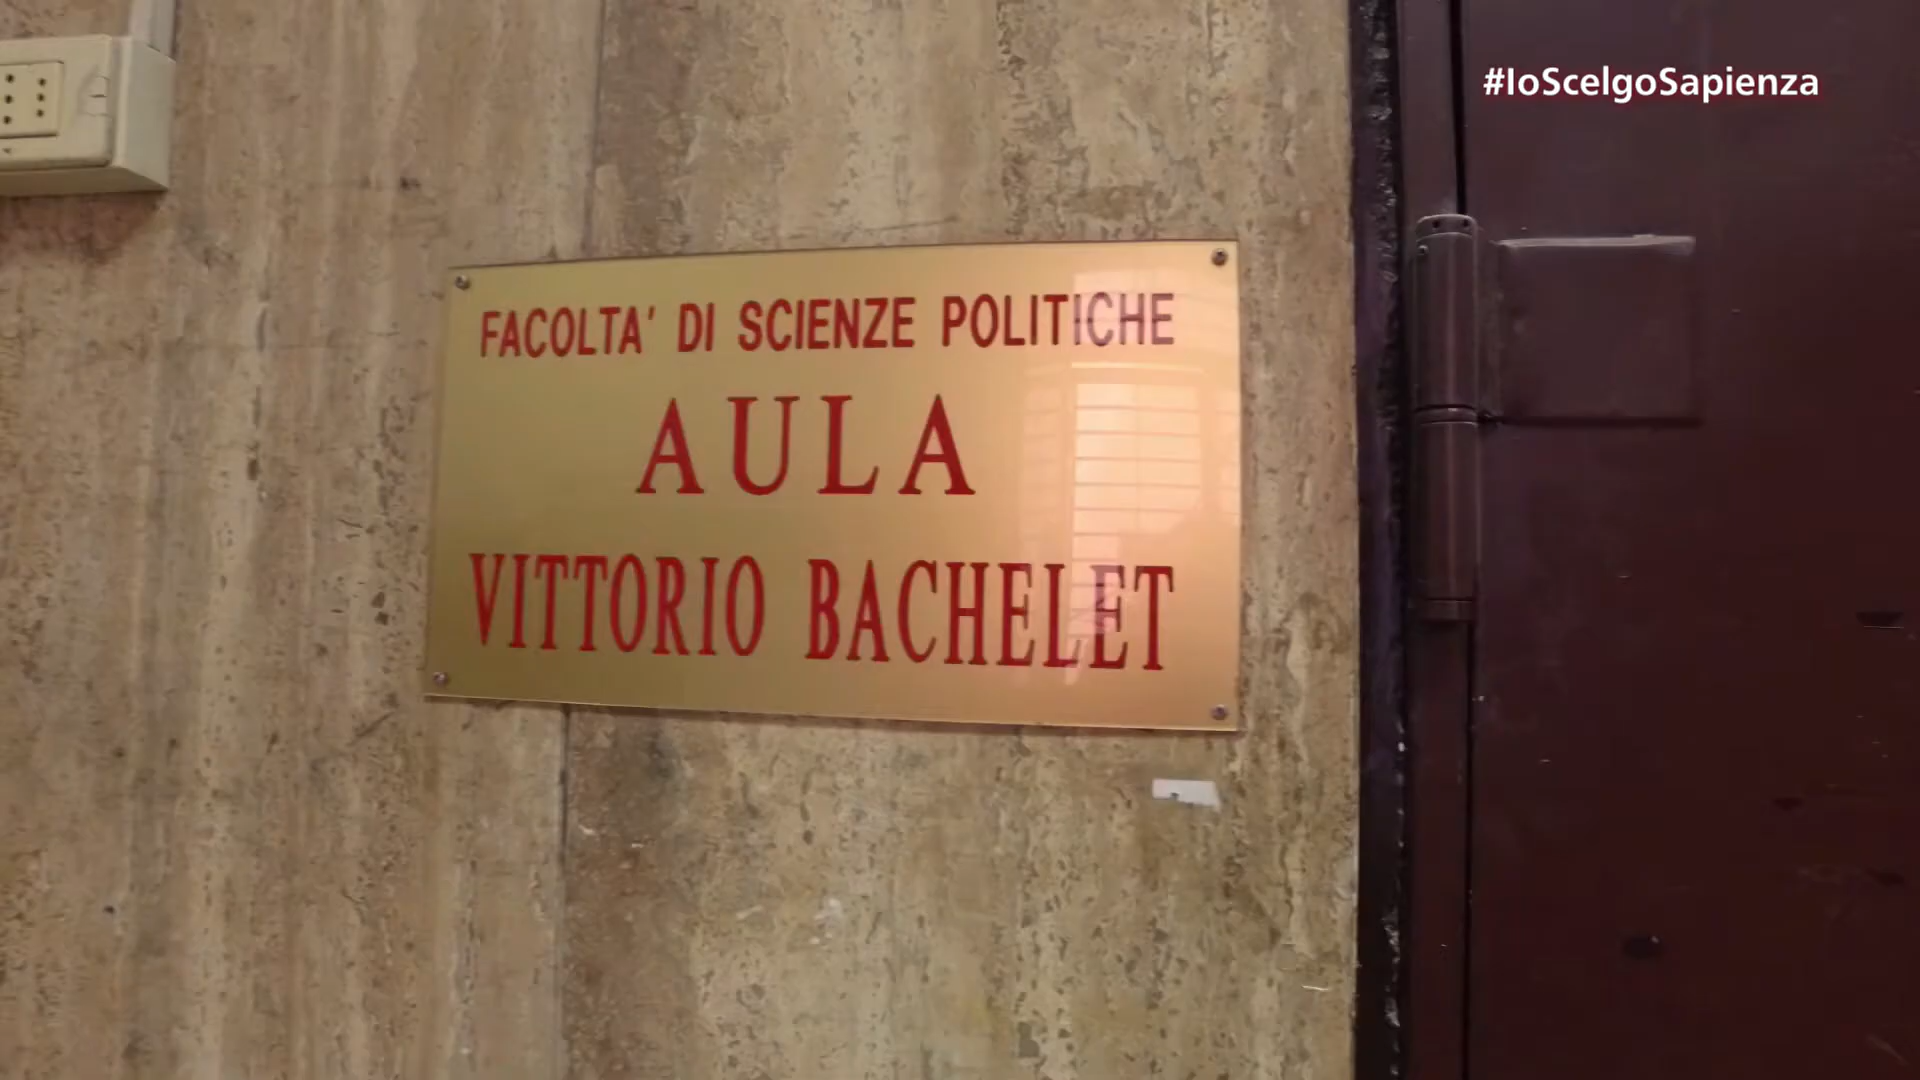 #IoScelgoSapienza
FACOLTA' DI SCIENZE POLITICHE
AULA
VITTORIO BACHELET